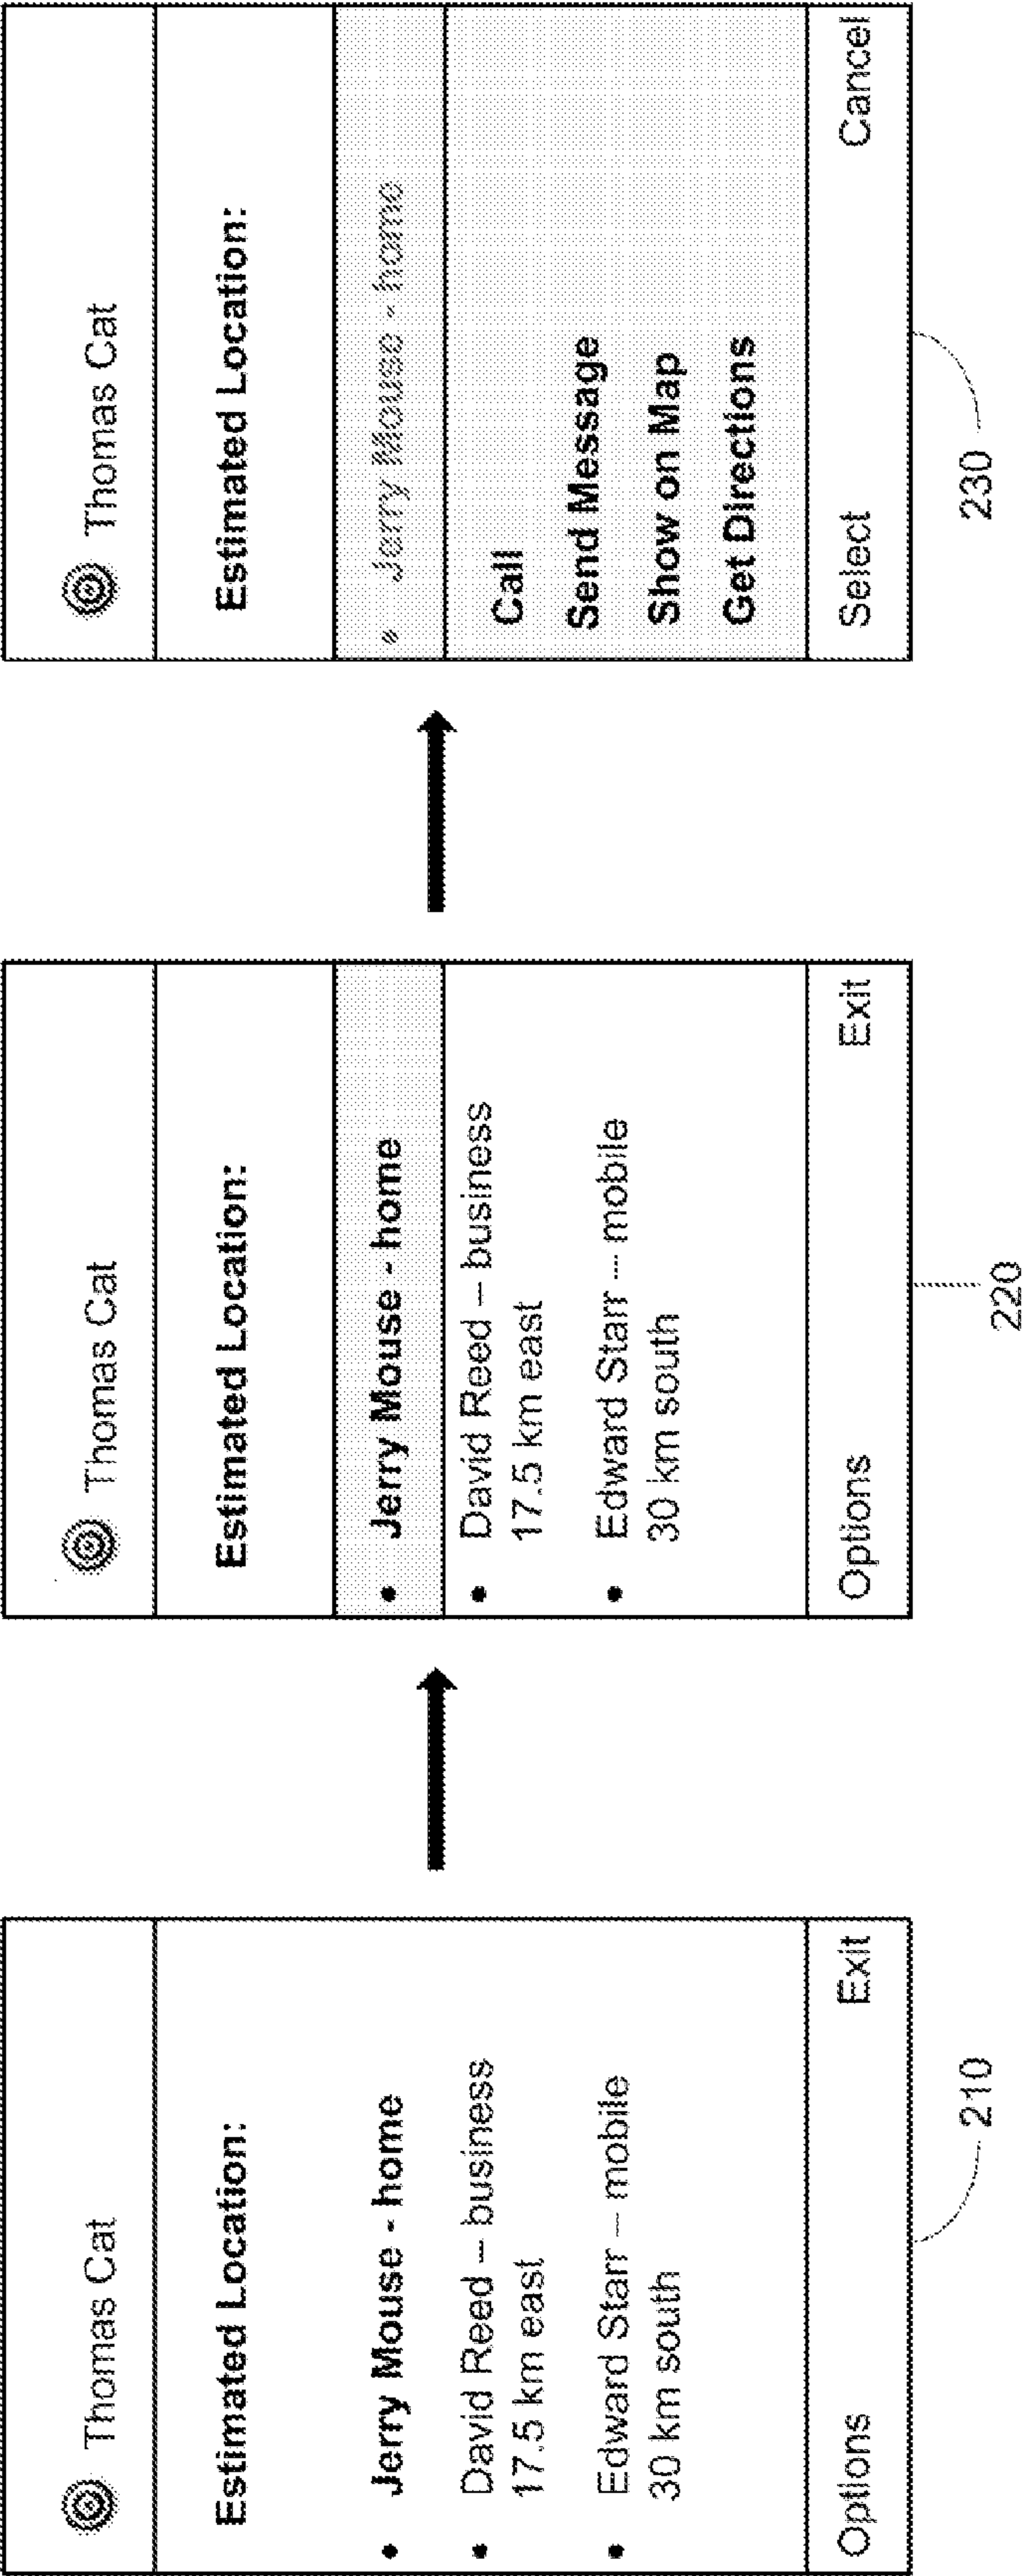 Thomas Cat
Estimated Location:
• Jerry Mouse - home
• David Reed – business
17.5 km east
• Edward Starr – mobile
30 km south
Options Exit
210
Thomas Cat
Estimated Location:
• Jerry Mouse - home
• David Reed – business
17.5 km east
• Edward Starr --- mobile
30 km south
Options Exit
220
Thomas Cat
Estimated Location:
• Jerry Mouse - home
Call
Send Message
Show on Map
Get Directions
Select Cancel
230